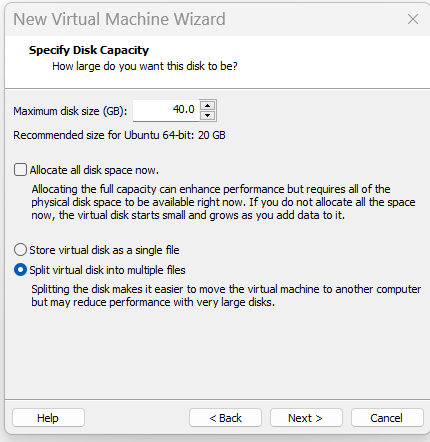 New Virtual Machine Wizard
Specify Disk Capacity
How large do you want this disk to be?
Maximum disk size (GB): 40.0
Recommended size for Ubuntu 64-bit: 20 GB
Allocate all disk space now.
Allocating the full capacity can enhance performance but requires all of the
physical disk space to be available right now. If you do not allocate all the space
now, the virtual disk starts small and grows as you add data to it.
Store virtual disk as a single file
Split virtual disk into multiple files
Splitting the disk makes it easier to move the virtual machine to another computer
but may reduce performance with very large disks.
Help < Back Next > Cancel